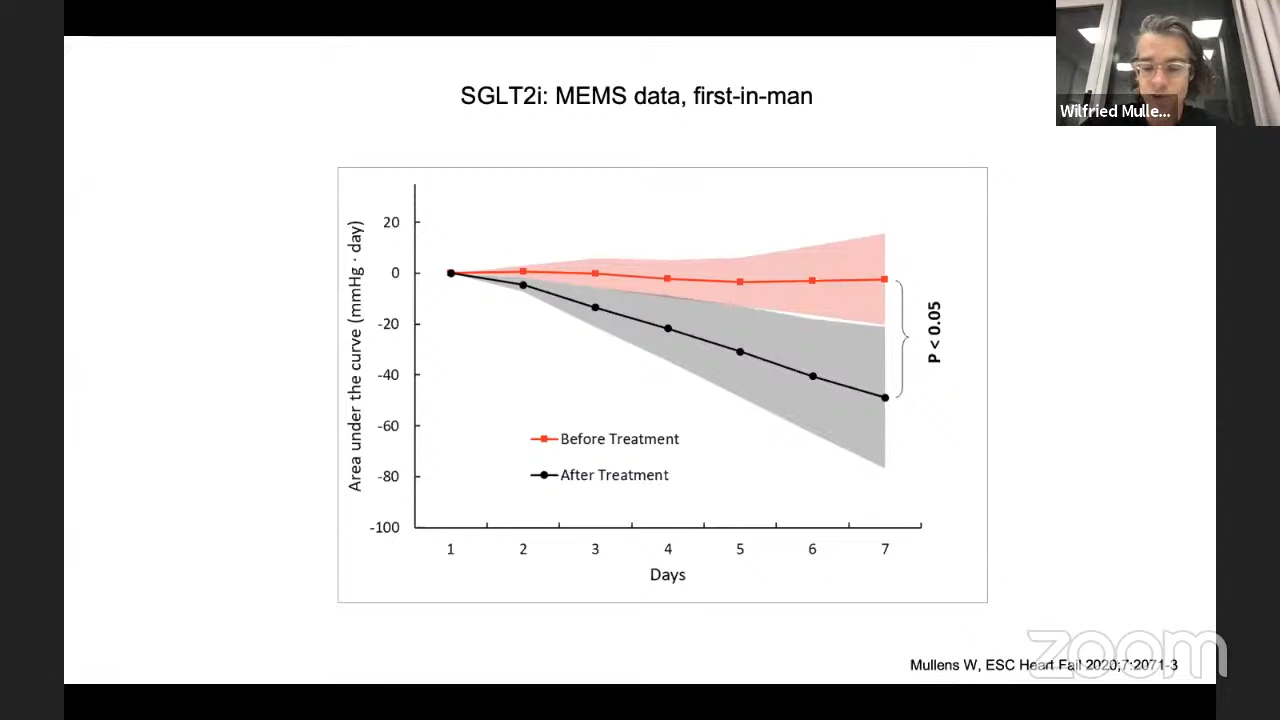 SGLT2i: MEMS data, first-in-man
Wilfried Mulle...
Area under the curve (mmHg · day)
20
0
-20
-40
-60
-80
-100
Before Treatment
After Treatment
P < 0.05
1 2 3 4 5 6 7
Days
zoom
Mullens W, ESC Heart Fail 2020;7:2071-3